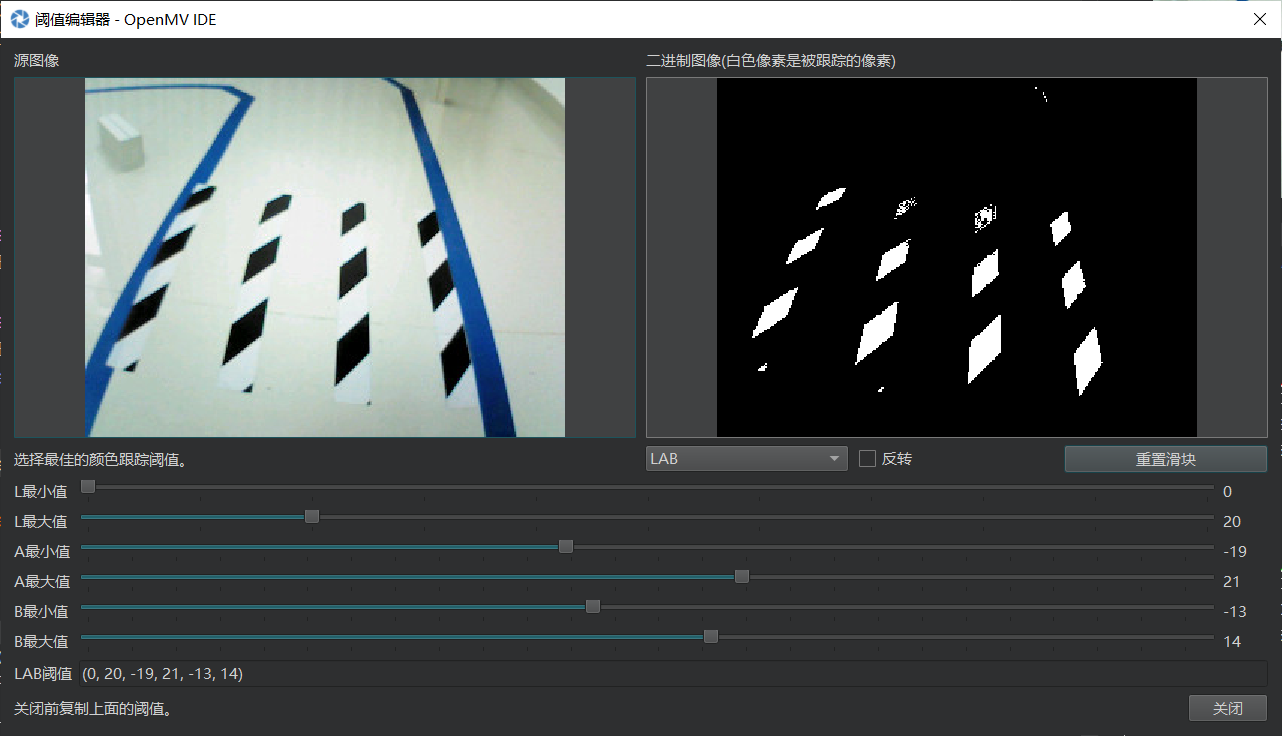 阈值编辑器 - OpenMV IDE
源图像
二进制图像(白色像素是被跟踪的像素)
选择最佳的颜色跟踪阈值。
LAB
反转
重置滑块
L最小值 0
L最大值 20
A最小值 -19
A最大值 21
B最小值 -13
B最大值 14
LAB阈值 (0, 20, -19, 21, -13, 14)
关闭前复制上面的阈值。
关闭